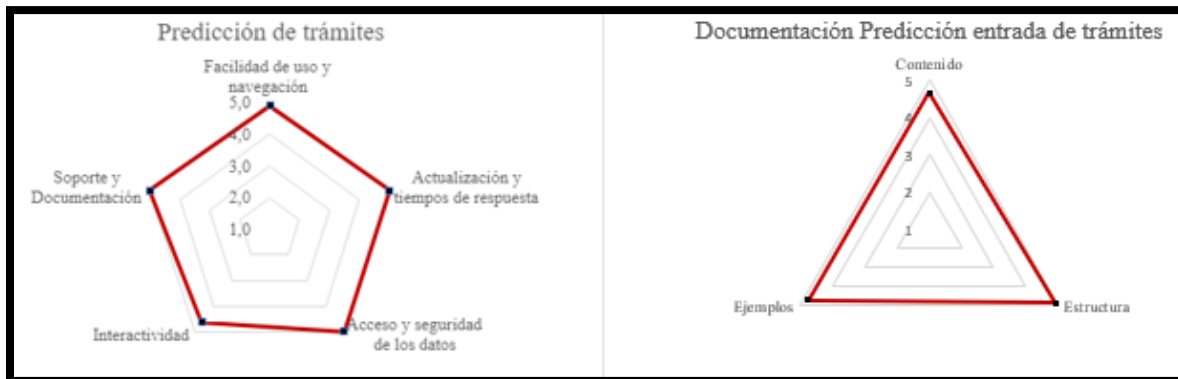 Predicción de trámites
Facilidad de uso y
navegación
5,0
4,0
3,0
2,0
1,0
Actualización y
tiempos de respuesta
Acceso y seguridad
de los datos
Interactividad
Soporte y
Documentación
Documentación Predicción entrada de trámites
Contenido
5
4
3
2
1
Estructura
Ejemplos